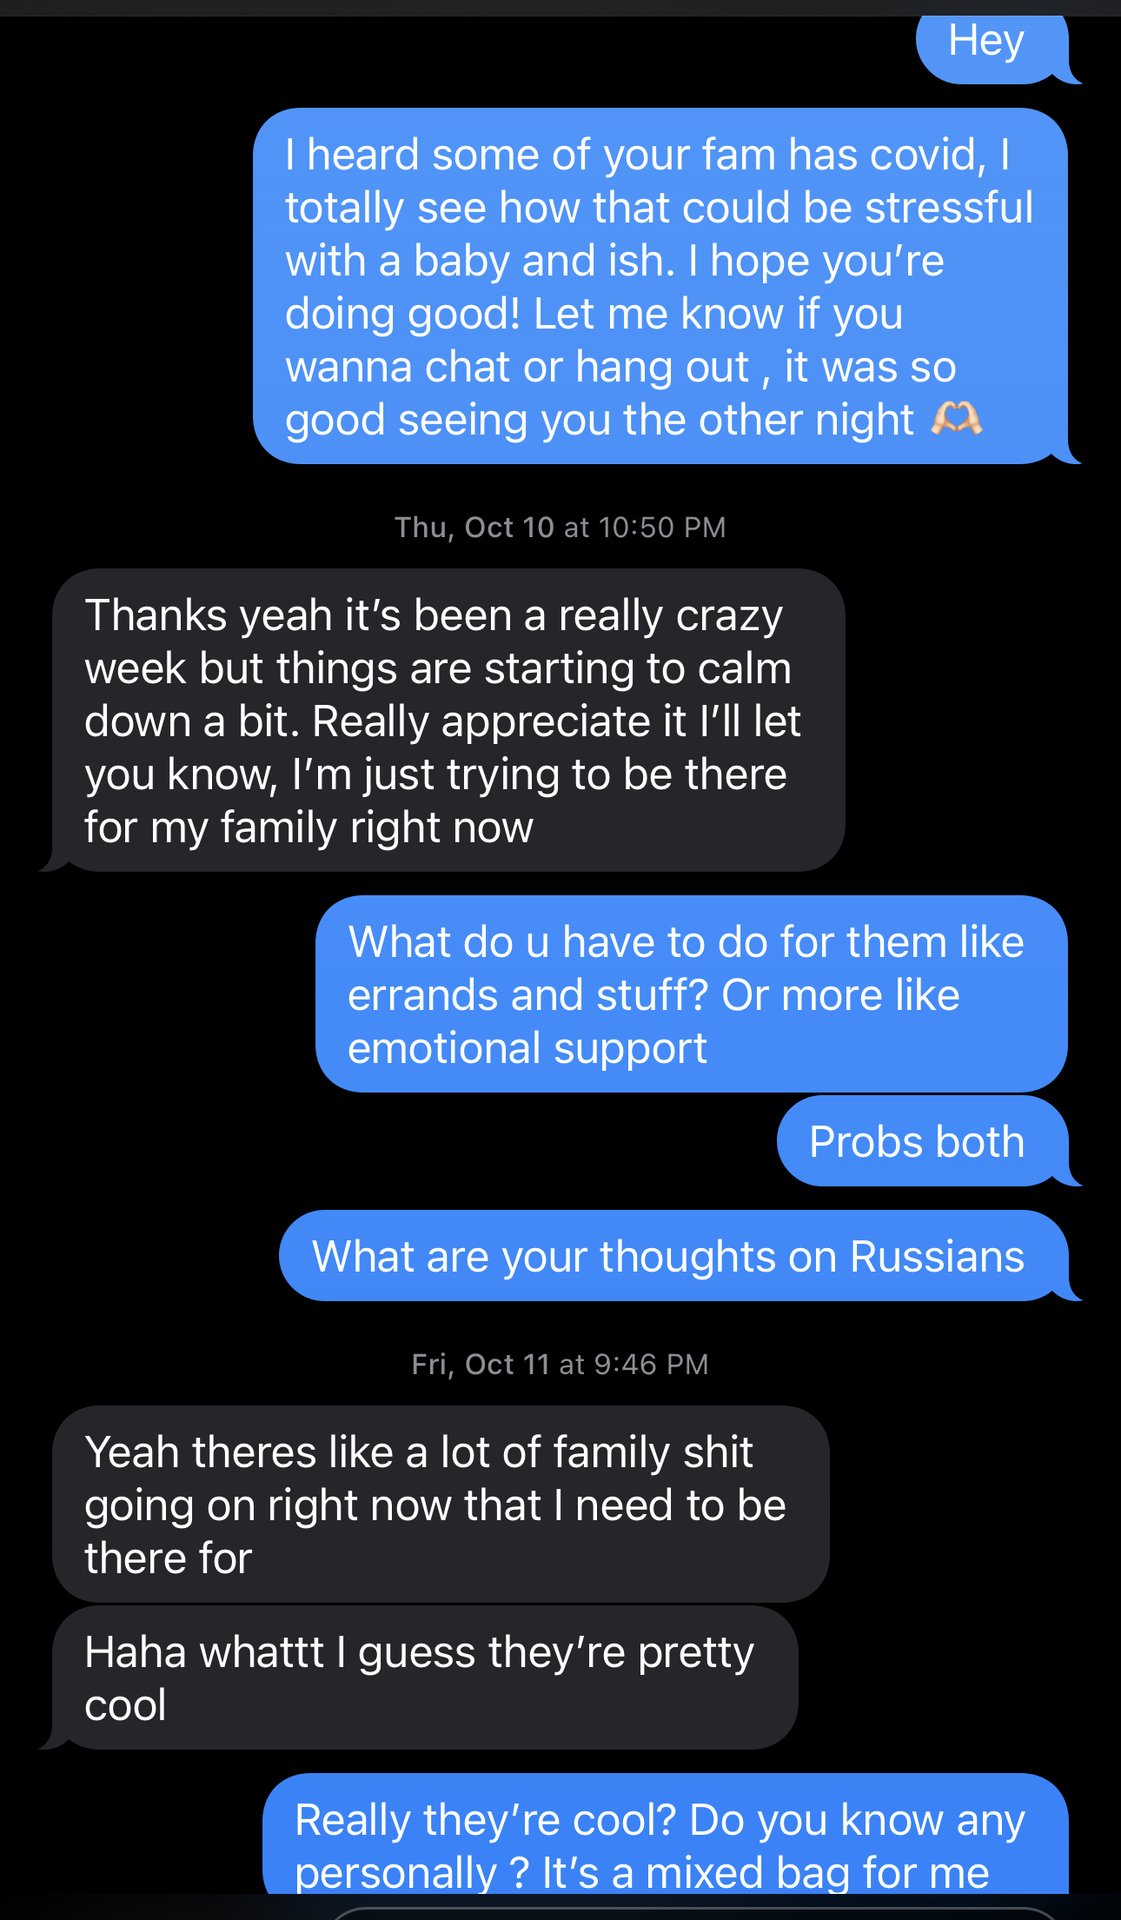 Hey
I heard some of your fam has covid, I
totally see how that could be stressful
with a baby and ish. I hope you’re
doing good! Let me know if you
wanna chat or hang out , it was so
good seeing you the other night 🫶🏻
Thu, Oct 10 at 10:50 PM
Thanks yeah it’s been a really crazy
week but things are starting to calm
down a bit. Really appreciate it I’ll let
you know, I’m just trying to be there
for my family right now
What do u have to do for them like
errands and stuff? Or more like
emotional support
Probs both
What are your thoughts on Russians
Fri, Oct 11 at 9:46 PM
Yeah theres like a lot of family shit
going on right now that I need to be
there for
Haha whattt I guess they’re pretty
cool
Really they’re cool? Do you know any
personally ? It’s a mixed bag for me